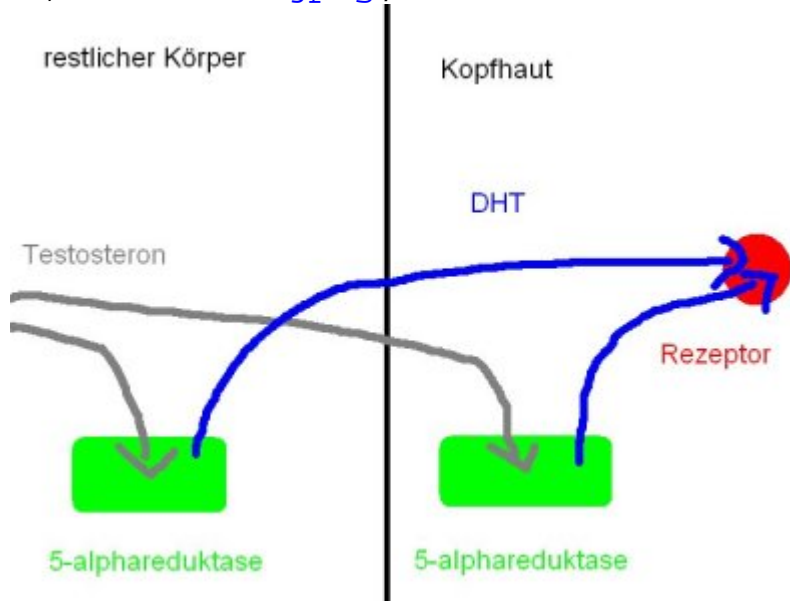 restlicher Körper
Kopfhaut
DHT
Testosteron
Rezeptor
5-alphareduktase
5-alphareduktase